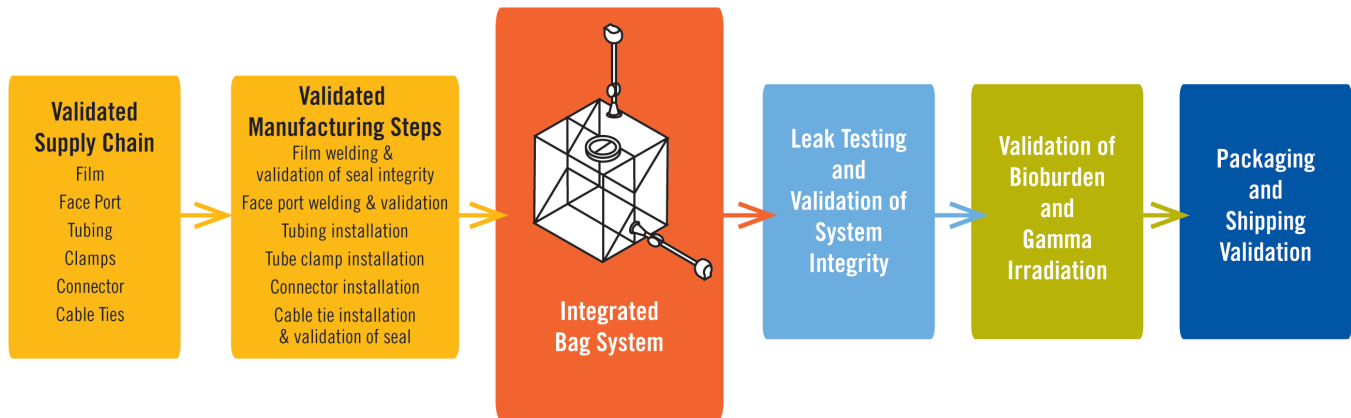 Validated
Supply Chain
Film
Face Port
Tubing
Clamps
Connector
Cable Ties
Validated
Manufacturing Steps
Film welding &
validation of seal integrity
Face port welding & validation
Tubing installation
Tube clamp installation
Connector installation
Cable tie installation
& validation of seal
Integrated
Bag System
Leak Testing
and
Validation of
System
Integrity
Validation of
Bioburden
and
Gamma
Irradiation
Packaging
and
Shipping
Validation